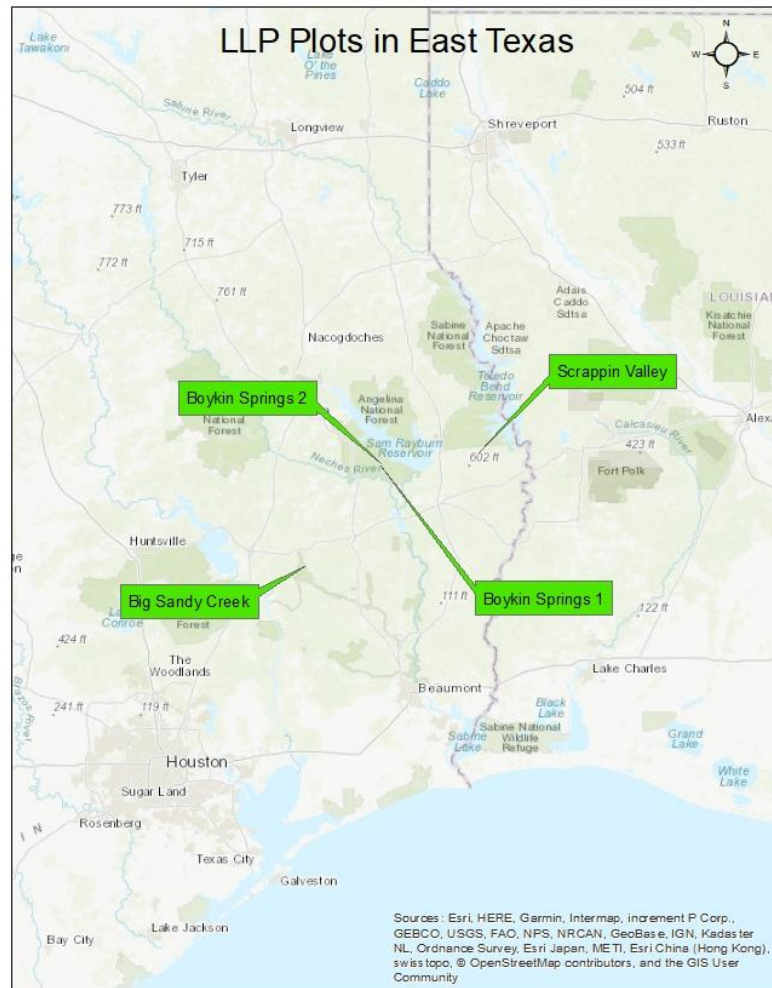 LLP Plots in East Texas
N
W
E
S
Lake
Tawakoni
Lake
O' the
Pines
Caddo
Lake
504 ft
Ruston
Sabine River
Longview
Shreveport
533 ft
Tyler
773 ft
715 ft
772 ft
761 ft
Adais
Caddo
Sdtsa
LOUISIAN
Kisatchie
National
Forest
Nacogdoches
Sabine
National
Forest
Apache
Choctaw
Sdtsa
Toledo
Bend
Reservoir
Scrappin Valley
Boykin Springs 2
Angelina
National
Forest
National
Forest
Sam Rayburn
Reservoir
Calcasieu River
Alexa
423 ft
602 ft
Fort Polk
Neches River
Huntsville
Big Sandy Creek
Boykin Springs 1
111 ft
122 ft
Conroe
Forest
424 ft
The
Woodlands
Lake Charles
Brazos River
241 ft
119 ft
Beaumont
Black
Lake
Sabine
Lake
Sabine National
Wildlife
Refuge
Grand
Lake
White
Lake
Houston
Sugar Land
Rosenberg
I N
Texas City
Galveston
Lake Jackson
Bay City
Sources: Esri, HERE, Garmin, Intermap, increment P Corp.,
GEBCO, USGS, FAO, NPS, NRCAN, GeoBase, IGN, Kadaster
NL, Ordnance Survey, Esri Japan, METI, Esri China (Hong Kong),
swisstopo, © OpenStreetMap contributors, and the GIS User
Community